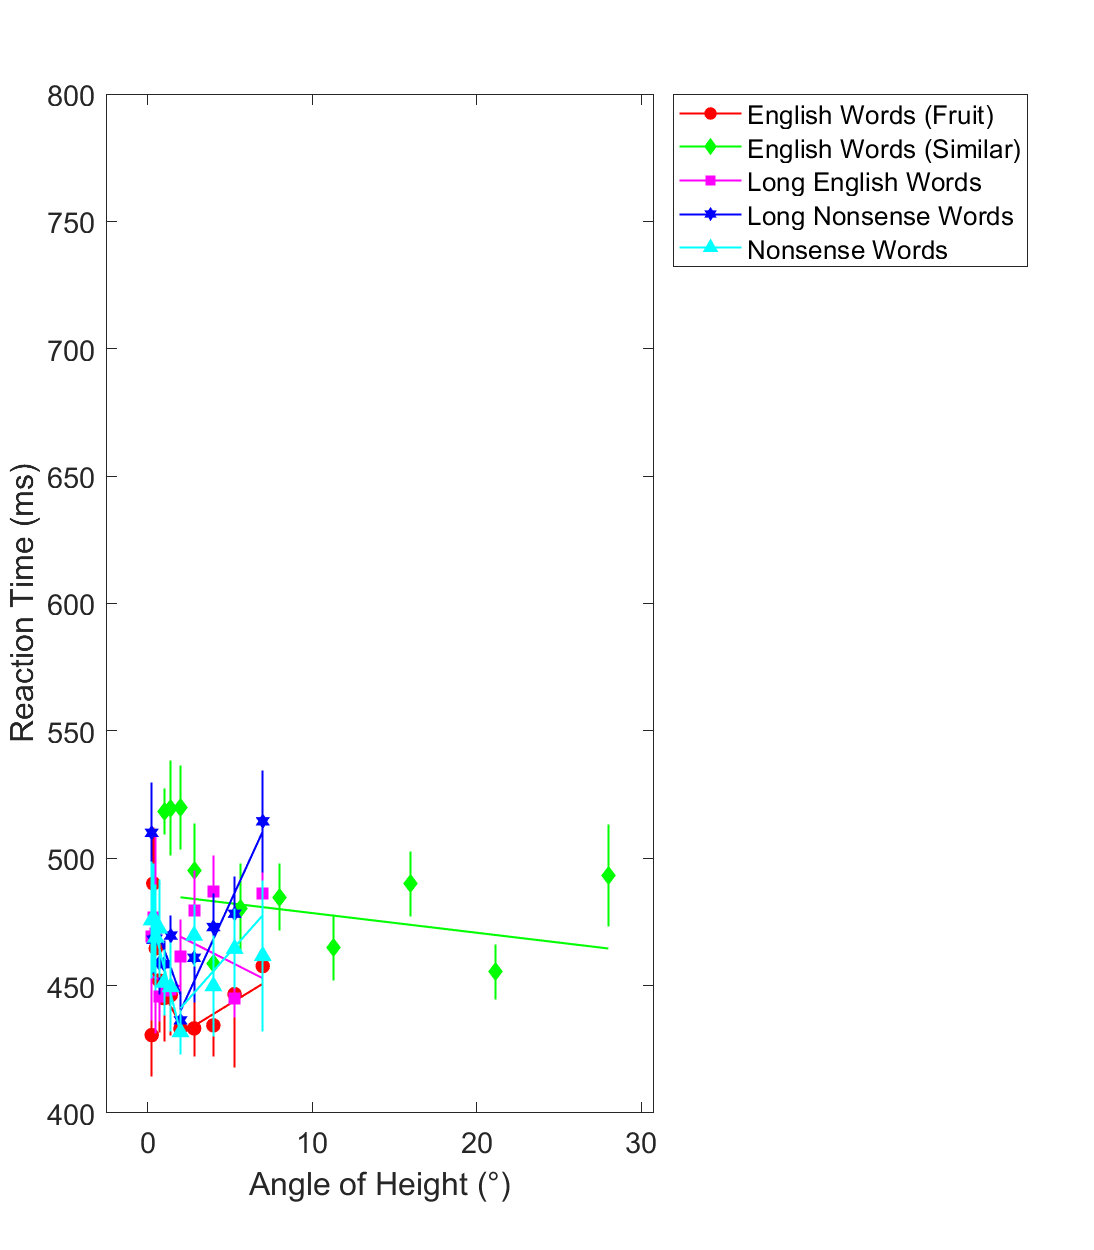 800
750
700
650
600
550
500
450
400
0
10
20
30
Reaction Time (ms)
Angle of Height (°)
English Words (Fruit)
English Words (Similar)
Long English Words
Long Nonsense Words
Nonsense Words